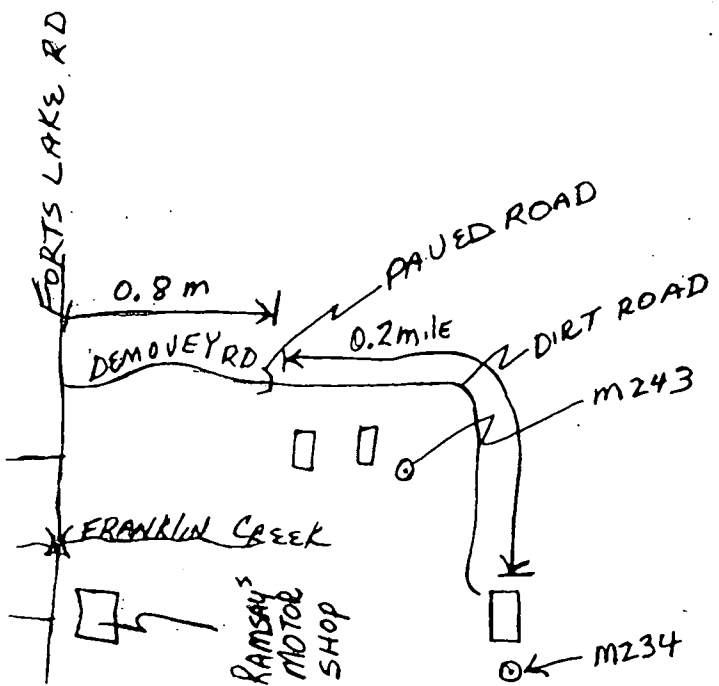 FORTS LAKE RD
0.8 m
PAVED ROAD
DEMOVEY RD
0.2 mILE
DIRT ROAD
m243
FRANKLIN CREEK
RAMSAY'S
MOTOR
SHOP
m234